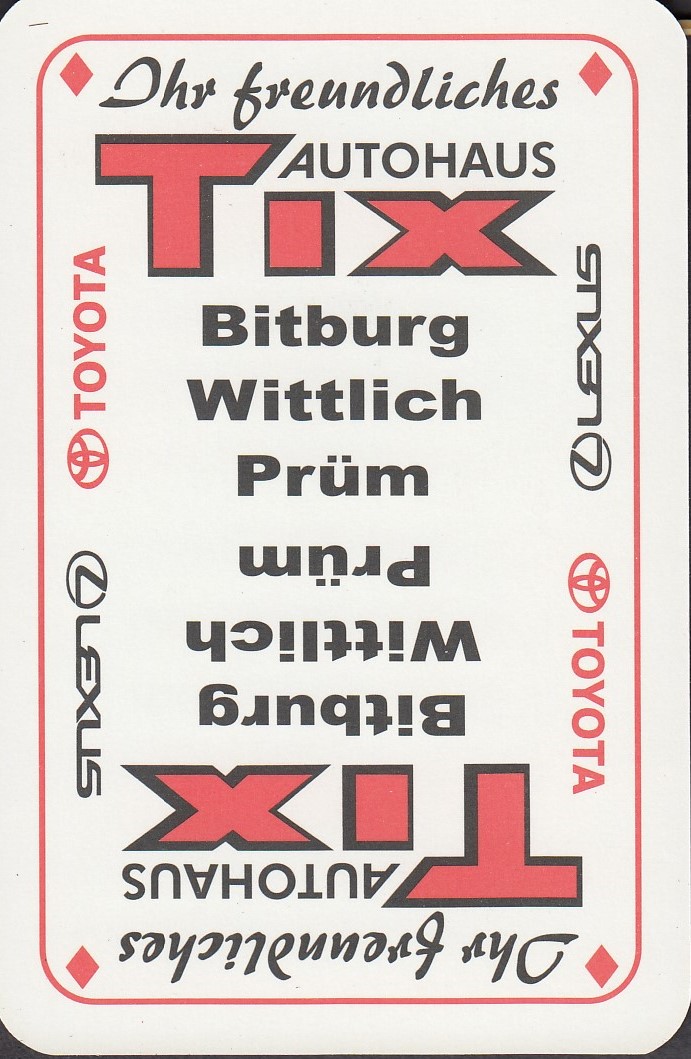 Ihr freundliches
AUTOHAUS
TIX
TOYOTA
LEXUS
Bitburg
Wittlich
Prüm
Prüm
Wittlich
Bitburg
LEXUS
TOYOTA
TIX
AUTOHAUS
Ihr freundliches